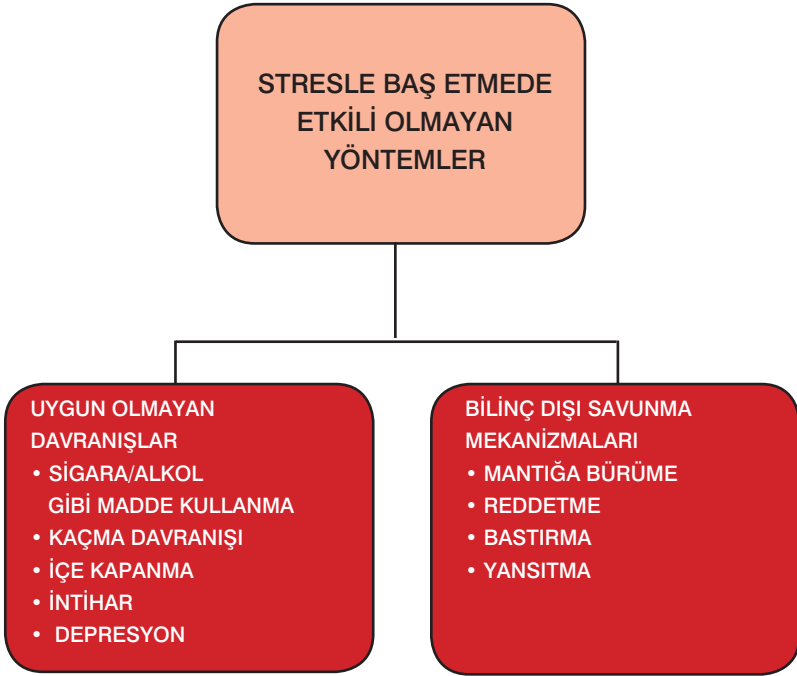 STRESLE BAŞ ETMEDE
ETKİLİ OLMAYAN
YÖNTEMLER
UYGUN OLMAYAN
DAVRANIŞLAR
• SİGARA/ALKOL
GİBİ MADDE KULLANMA
• KAÇMA DAVRANIŞI
• İÇE KAPANMA
• İNTİHAR
• DEPRESYON
BİLİNÇ DIŞI SAVUNMA
MEKANİZMALARI
• MANTIĞA BÜRÜME
• REDDETME
• BASTIRMA
• YANSITMA